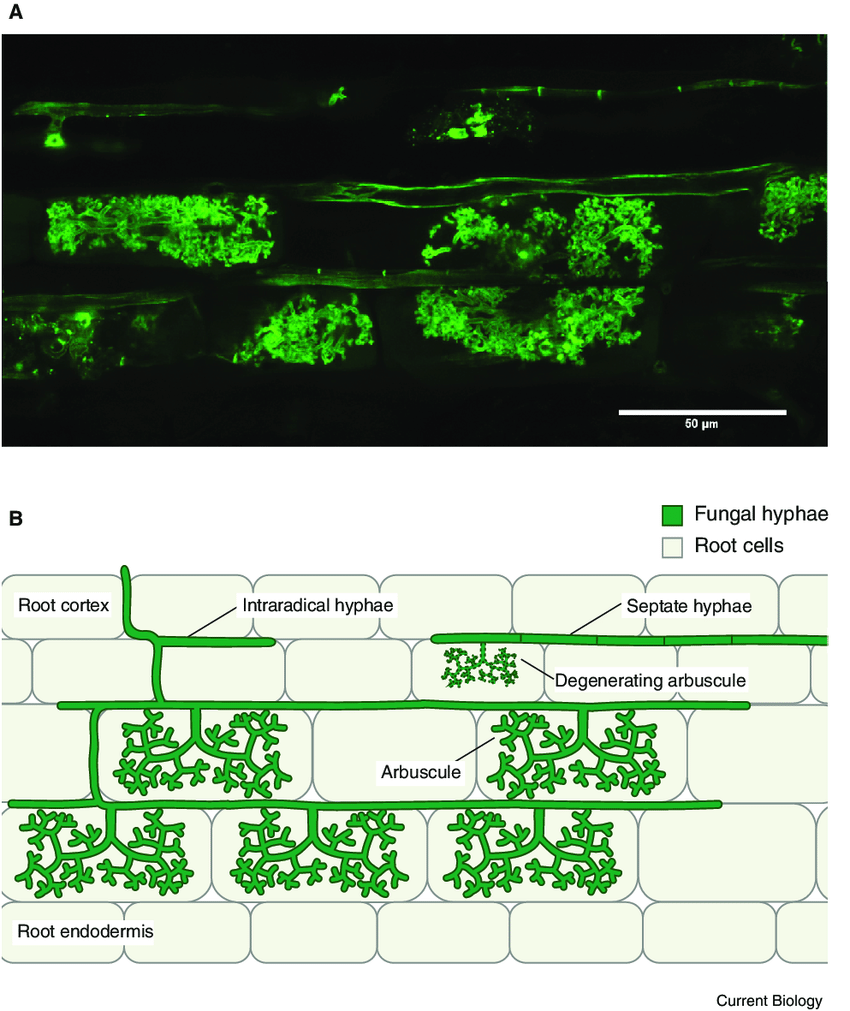 A
50 µm
B
Fungal hyphae
Root cells
Root cortex
Intraradical hyphae
Septate hyphae
Degenerating arbuscule
Arbuscule
Root endodermis
Current Biology